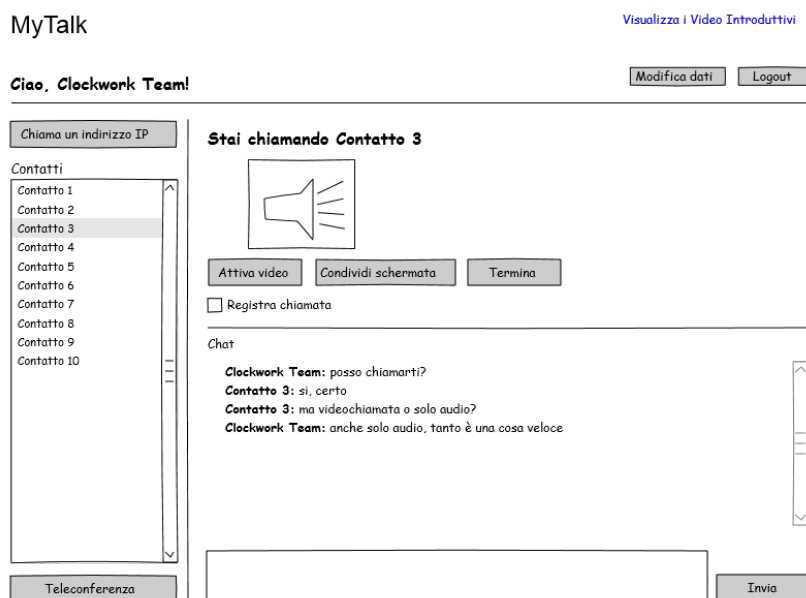 MyTalk
Visualizza i Video Introduttivi
Ciao, Clockwork Team!
Modifica dati
Logout
Chiama un indirizzo IP
Contatti
Contatto 1
Contatto 2
Contatto 3
Contatto 4
Contatto 5
Contatto 6
Contatto 7
Contatto 8
Contatto 9
Contatto 10
Teleconferenza
Stai chiamando Contatto 3
Attiva video
Condividi schermata
Termina
Registra chiamata
Chat
Clockwork Team: posso chiamarti?
Contatto 3: si, certo
Contatto 3: ma videochiamata o solo audio?
Clockwork Team: anche solo audio, tanto è una cosa veloce
Invia